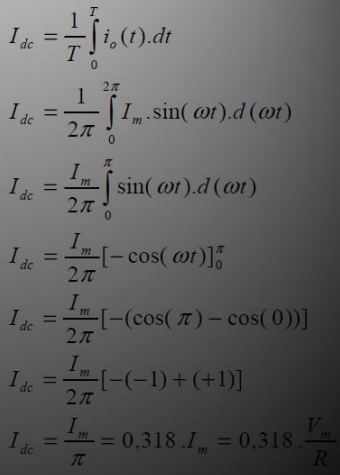 I_dc = 1/T ∫_0^T i_o(t).dt
I_dc = 1/2π ∫_0^2π I_m.sin(ωt).d(ωt)
I_dc = I_m/2π ∫_0^π sin(ωt).d(ωt)
I_dc = I_m/2π [-cos(ωt)]_0^π
I_dc = I_m/2π [-(cos(π)-cos(0))]
I_dc = I_m/2π [-(-1)+(+1)]
I_dc = I_m/π = 0,318.I_m = 0,318.V_m/R